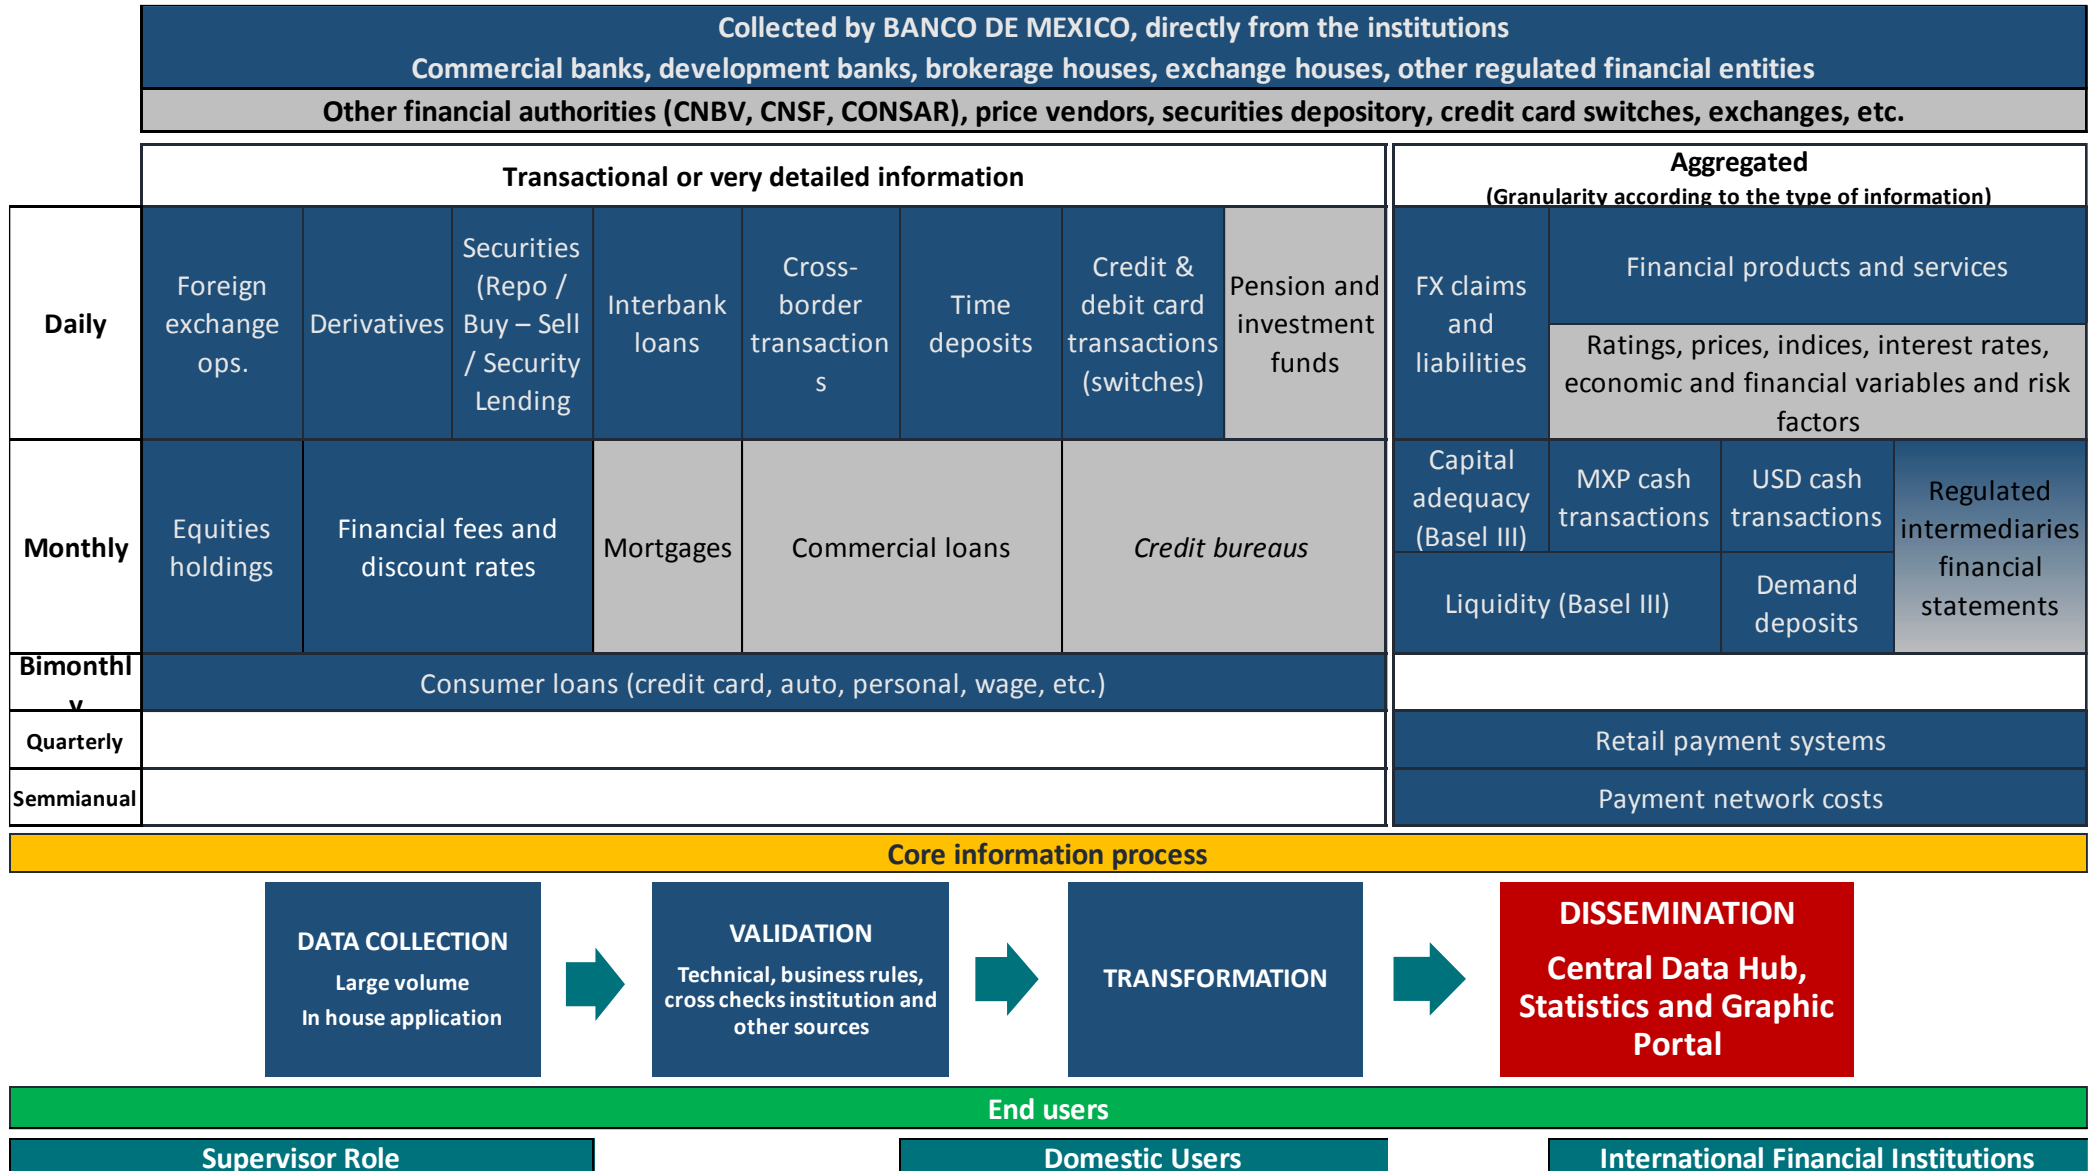 Collected by BANCO DE MEXICO, directly from the institutions
Commercial banks, development banks, brokerage houses, exchange houses, other regulated financial entities
Other financial authorities (CNBV, CNSF, CONSAR), price vendors, securities depository, credit card switches, exchanges, etc.
Transactional or very detailed information
Aggregated
(Granularity according to the type of information)
Daily
Foreign
exchange
ops.
Derivatives
Securities
(Repo /
Buy – Sell
/ Security
Lending
Interbank
loans
Cross-
border
transaction
s
Time
deposits
Credit &
debit card
transactions
(switches)
Pension and
investment
funds
FX claims
and
liabilities
Financial products and services
Ratings, prices, indices, interest rates,
economic and financial variables and risk
factors
Monthly
Equities
holdings
Financial fees and
discount rates
Mortgages
Commercial loans
Credit bureaus
Capital
adequacy
(Basel III)
MXP cash
transactions
USD cash
transactions
Regulated
intermediaries
financial
statements
Liquidity (Basel III)
Demand
deposits
Bimonthl
y
Consumer loans (credit card, auto, personal, wage, etc.)
Quarterly
Retail payment systems
Semmianual
Payment network costs
Core information process
DATA COLLECTION
Large volume
In house application
VALIDATION
Technical, business rules,
cross checks institution and
other sources
TRANSFORMATION
DISSEMINATION
Central Data Hub,
Statistics and Graphic
Portal
End users
Supervisor Role
Domestic Users
International Financial Institutions